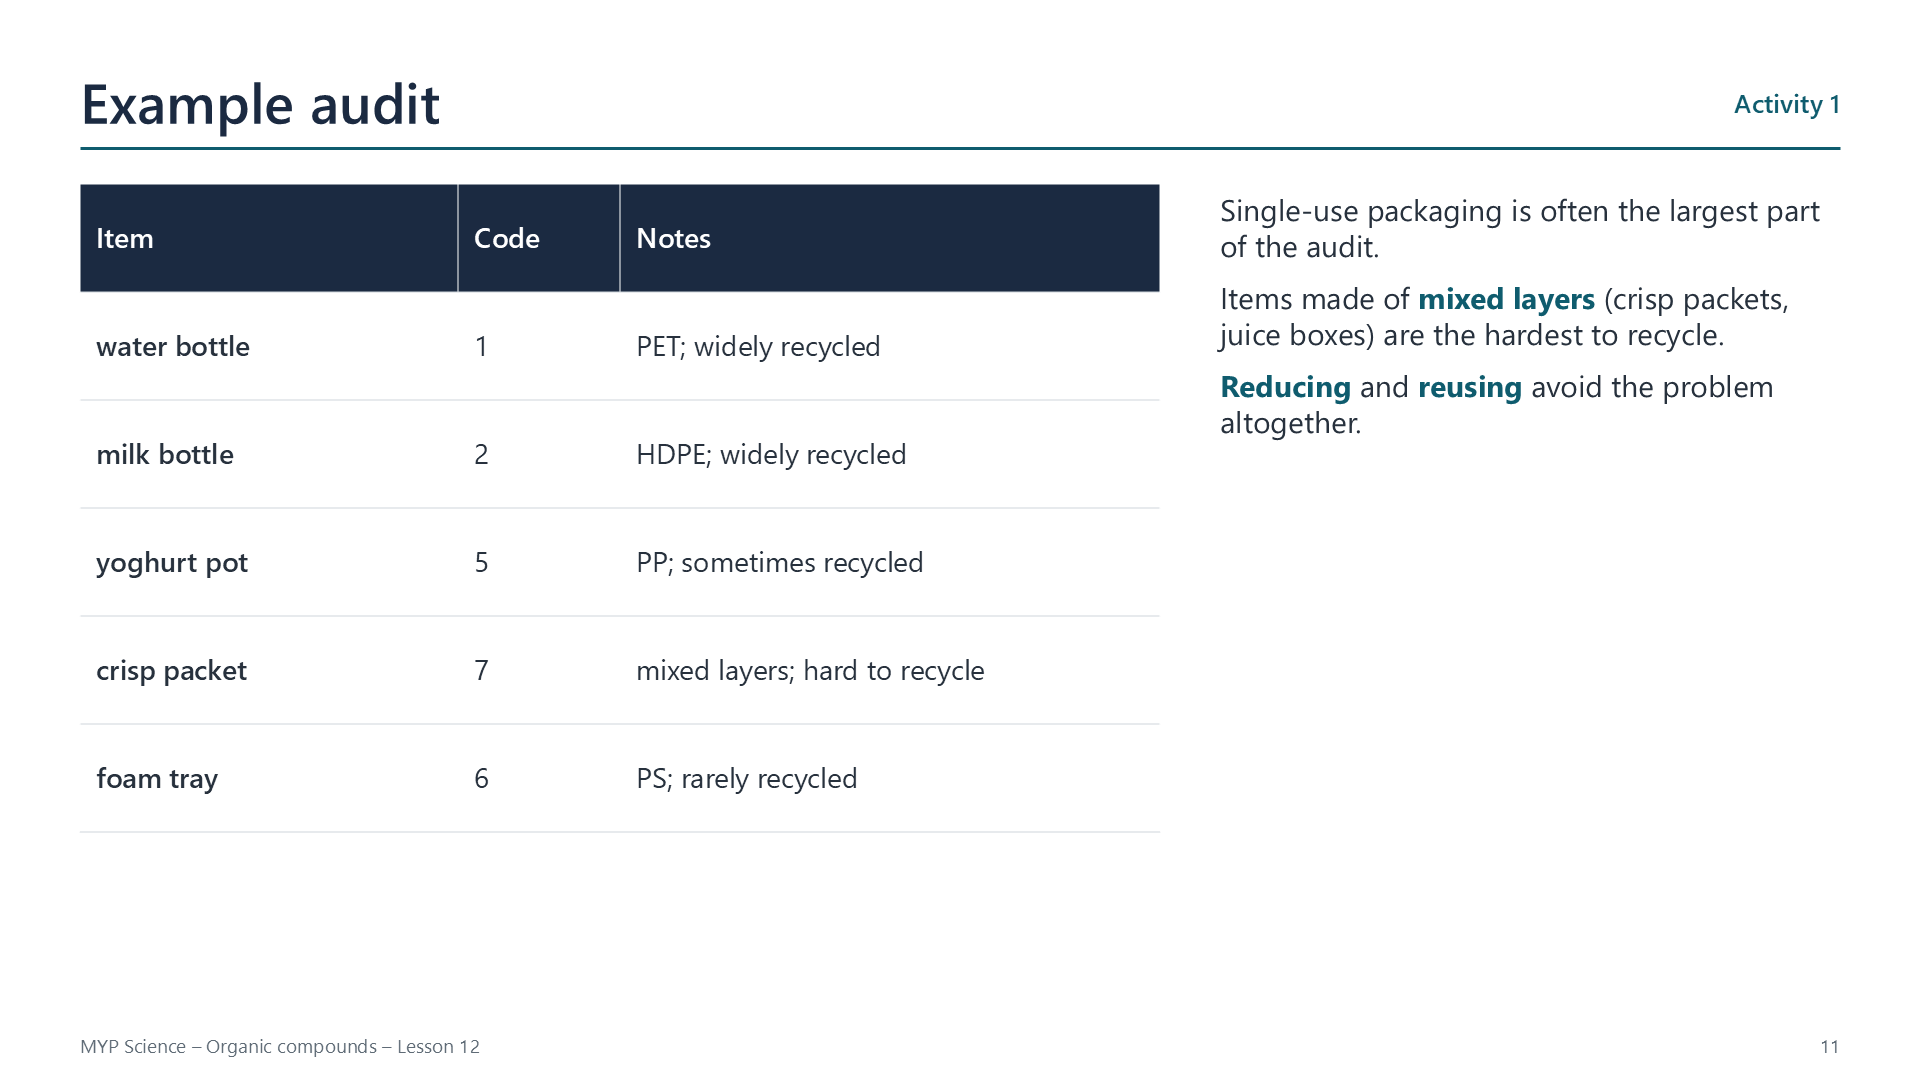 Example audit
Activity 1
Item Code Notes
water bottle 1 PET; widely recycled
milk bottle 2 HDPE; widely recycled
yoghurt pot 5 PP; sometimes recycled
crisp packet 7 mixed layers; hard to recycle
foam tray 6 PS; rarely recycled
Single-use packaging is often the largest part
of the audit.
Items made of mixed layers (crisp packets,
juice boxes) are the hardest to recycle.
Reducing and reusing avoid the problem
altogether.
MYP Science – Organic compounds – Lesson 12
11